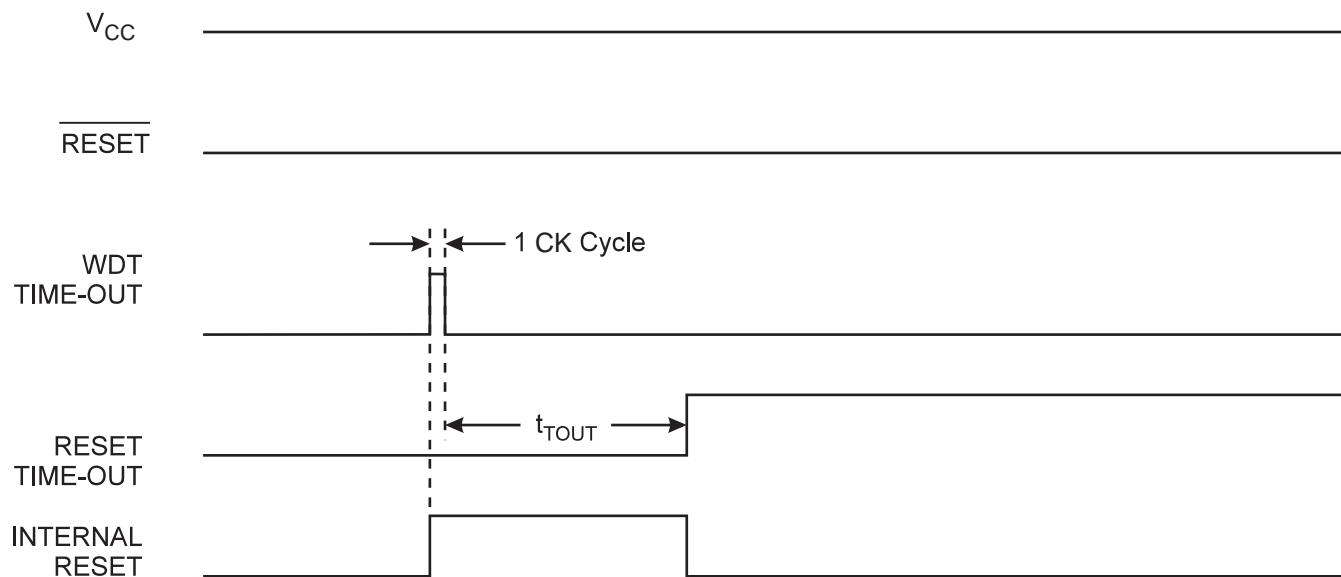 VCC
RESET
1 CK Cycle
WDT
TIME-OUT
tTOUT
RESET
TIME-OUT
INTERNAL
RESET